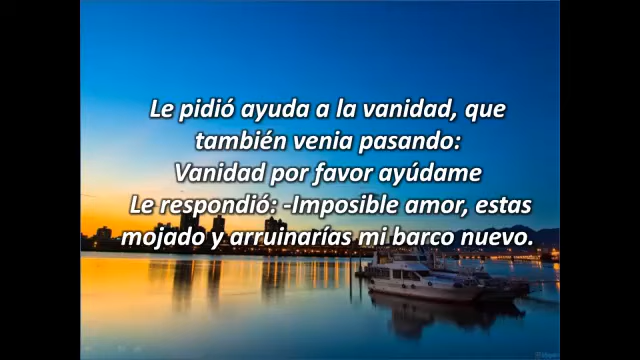 Le pidió ayuda a la vanidad, que
también venia pasando:
Vanidad por favor ayúdame
Le respondió: -Imposible amor, estas
mojado y arruinarías mi barco nuevo.